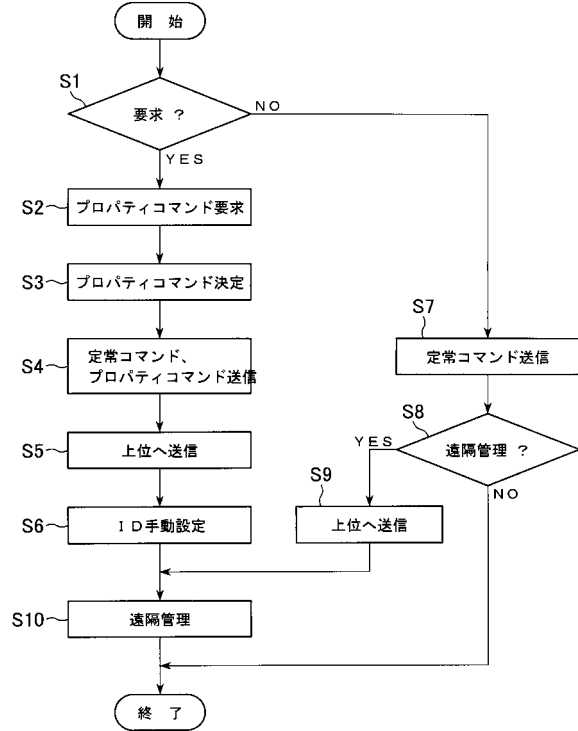 開 始
S1
要求 ?
NO
YES
S2
プロパティコマンド要求
S3
プロパティコマンド決定
S7
定常コマンド送信
S4
定常コマンド、
プロパティコマンド送信
S8
遠隔管理 ?
YES
NO
S5
上位へ送信
S9
上位へ送信
S6
ID手動設定
S10
遠隔管理
終 了